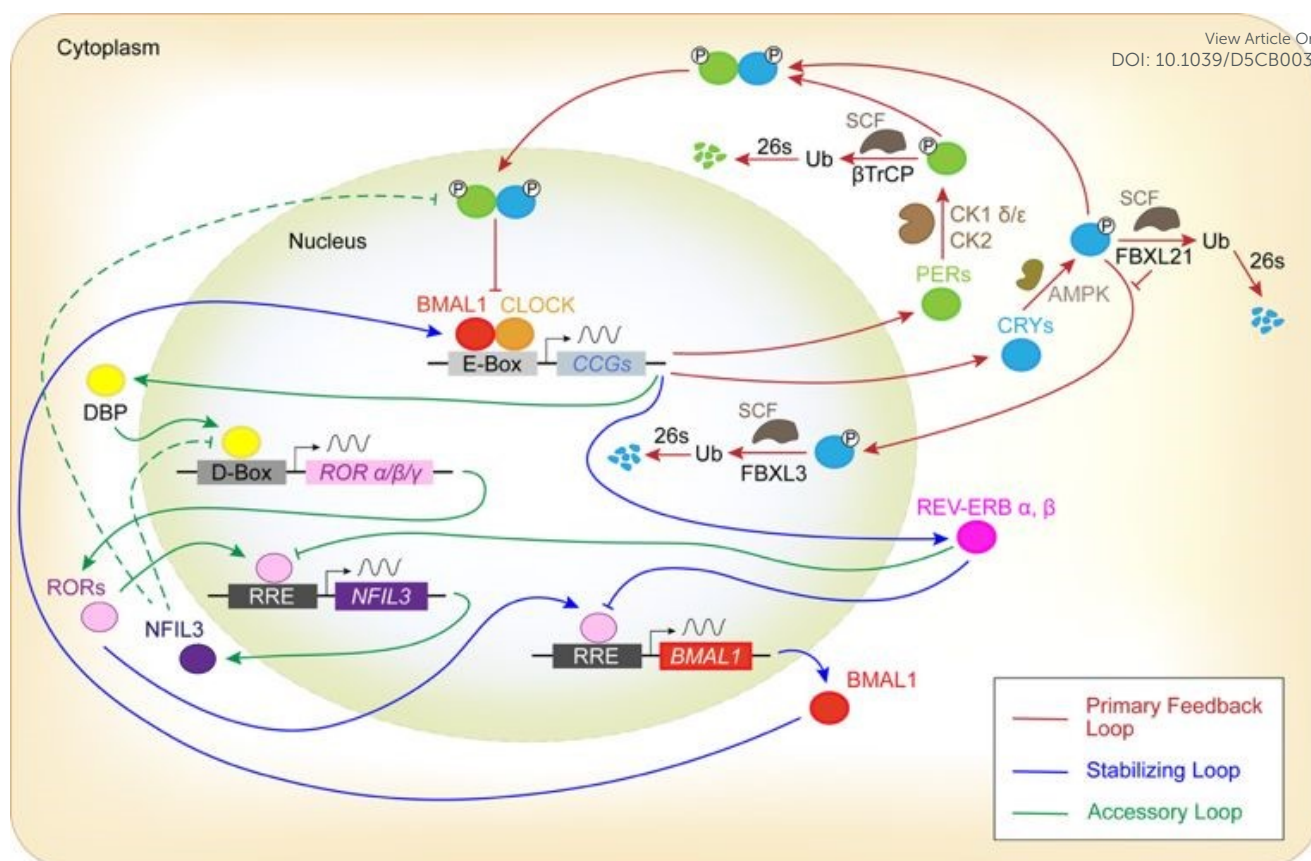 Cytoplasm
View Article On
DOI: 10.1039/D5CB003
P
P
SCF
26s
Ub
βTrCP
P
P
P
Nucleus
CK1 δ/ε
CK2
SCF
P
Ub
FBXL21
26s
PERs
AMPK
CRYs
BMAL1 CLOCK
E-Box
CCGs
DBP
D-Box
ROR α/β/γ
SCF
26s
Ub
FBXL3
P
REV-ERB α, β
RORs
RRE
NFIL3
NFIL3
RRE
BMAL1
BMAL1
Primary Feedback
Loop
Stabilizing Loop
Accessory Loop